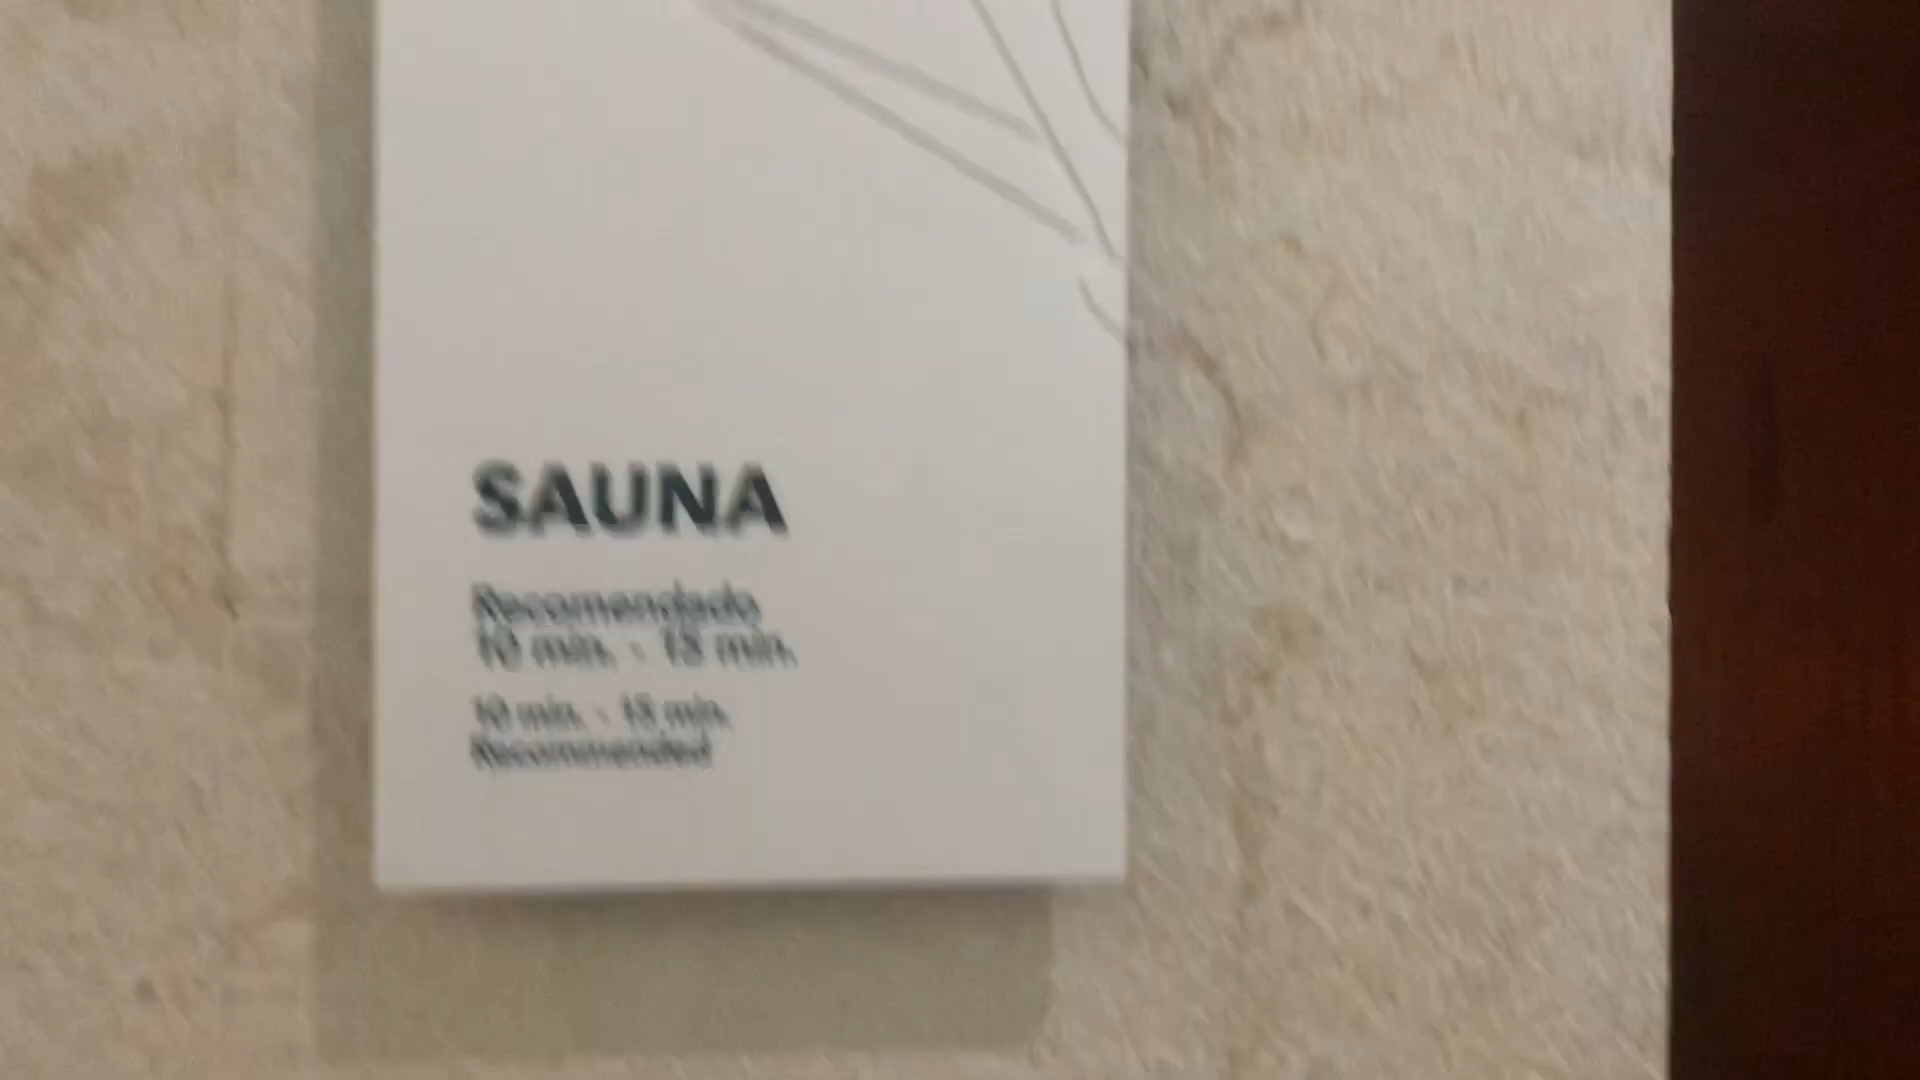 SAUNA
Recomendado
10 min. - 15 min.
10 min. - 15 min.
Recommended